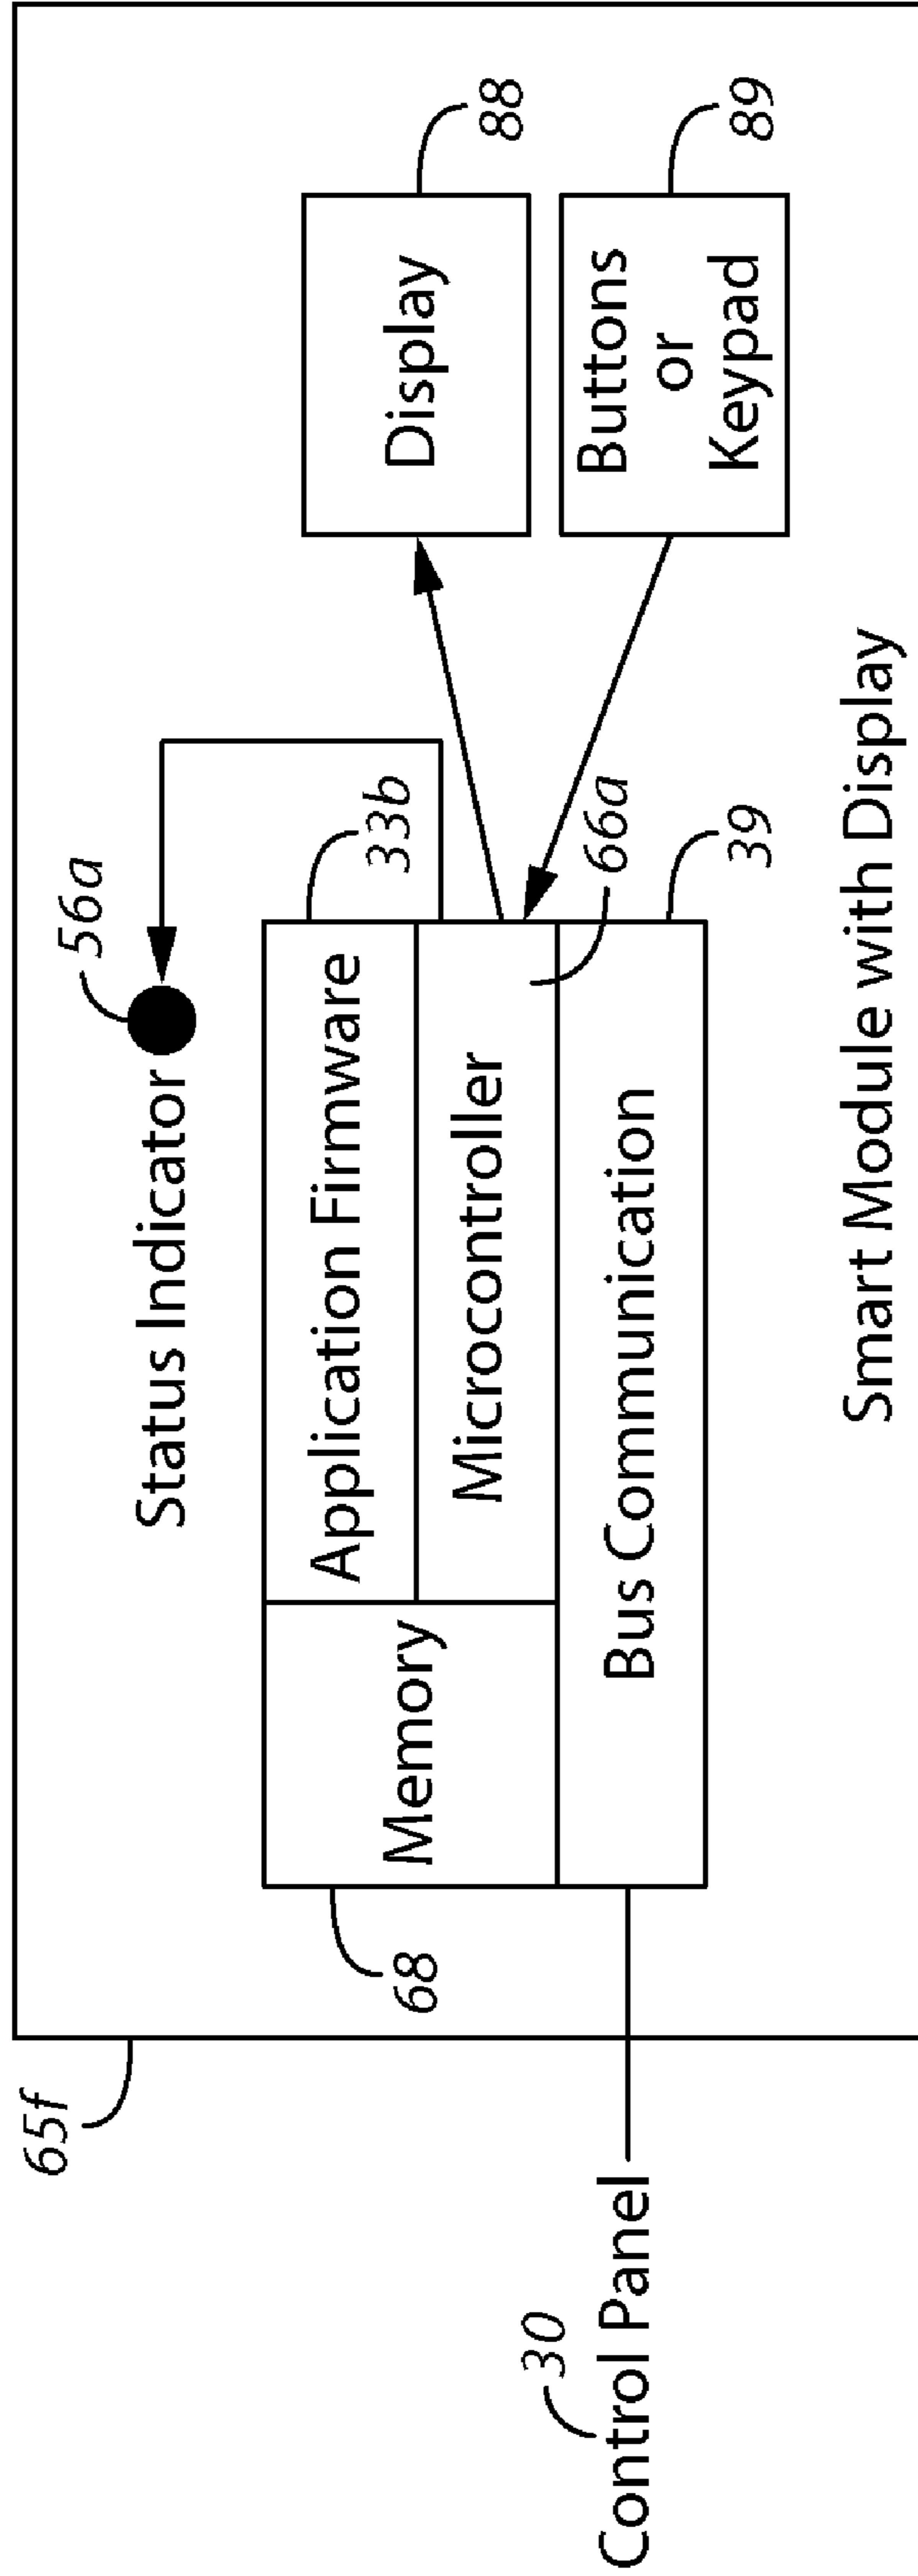 65f
56a
Status Indicator
33b
88
68
Memory
Application Firmware
Display
Microcontroller
66a
30
Control Panel
Bus Communication
39
Buttons
or
Keypad
89
Smart Module with Display